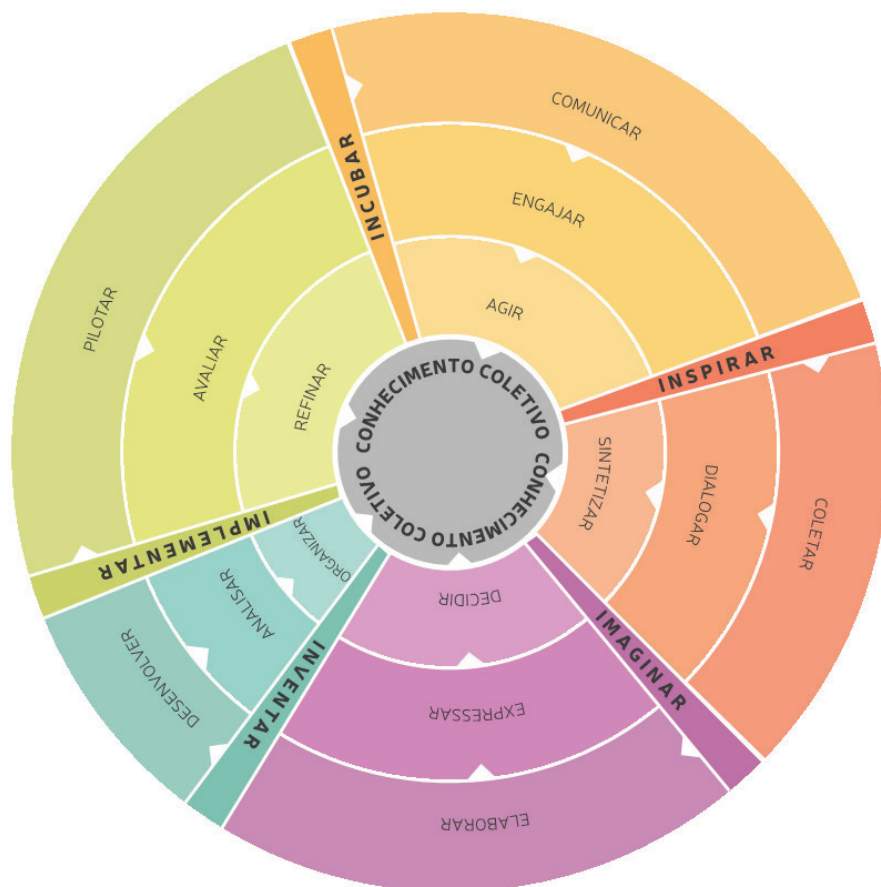 INCUBAR
COMUNICAR
ENGAJAR
AGIR
INSPIRAR
COLETAR
DIALOGAR
SINTETIZAR
IMAGINAR
ELABORAR
EXPRESSAR
DECIDIR
INVENTAR
DESENVOLVER
ANALISAR
ORGANIZAR
IMPLEMENTAR
PILOTAR
AVALIAR
REFINAR
CONHECIMENTO COLETIVO
CONHECIMENTO COLETIVO